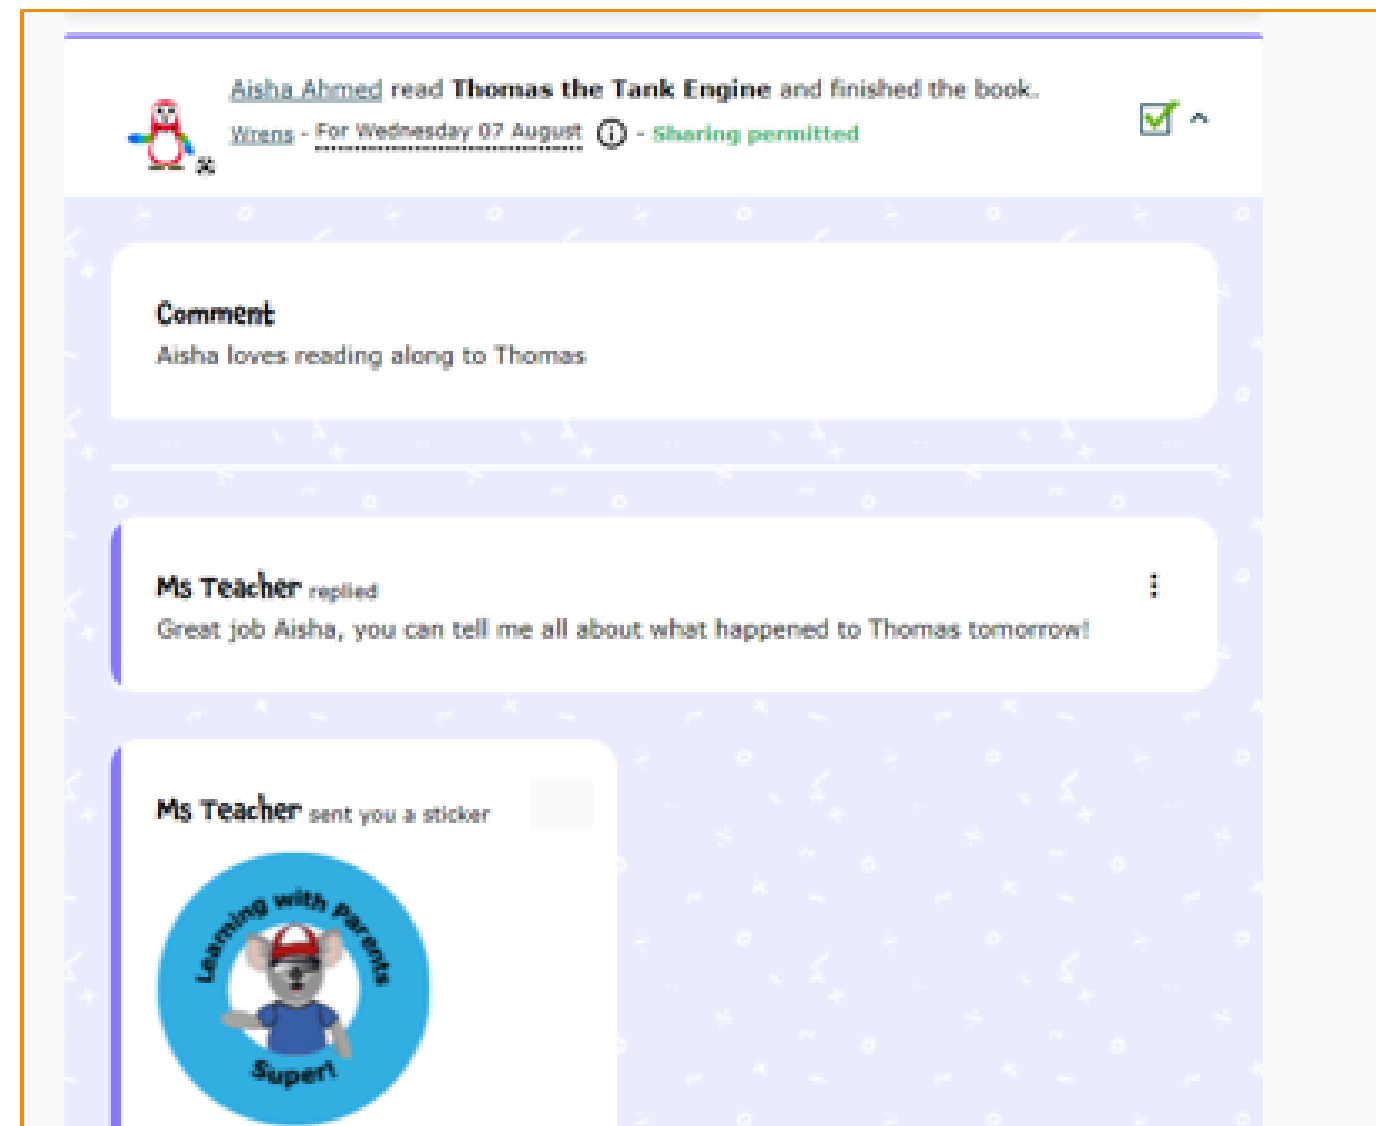 Aisha Ahmed read Thomas the Tank Engine and finished the book.
Wrens - For Wednesday 07 August - Sharing permitted
Comment
Aisha loves reading along to Thomas
Ms Teacher replied
Great job Aisha, you can tell me all about what happened to Thomas tomorrow!
Ms Teacher sent you a sticker
Learning with Parents
Super!